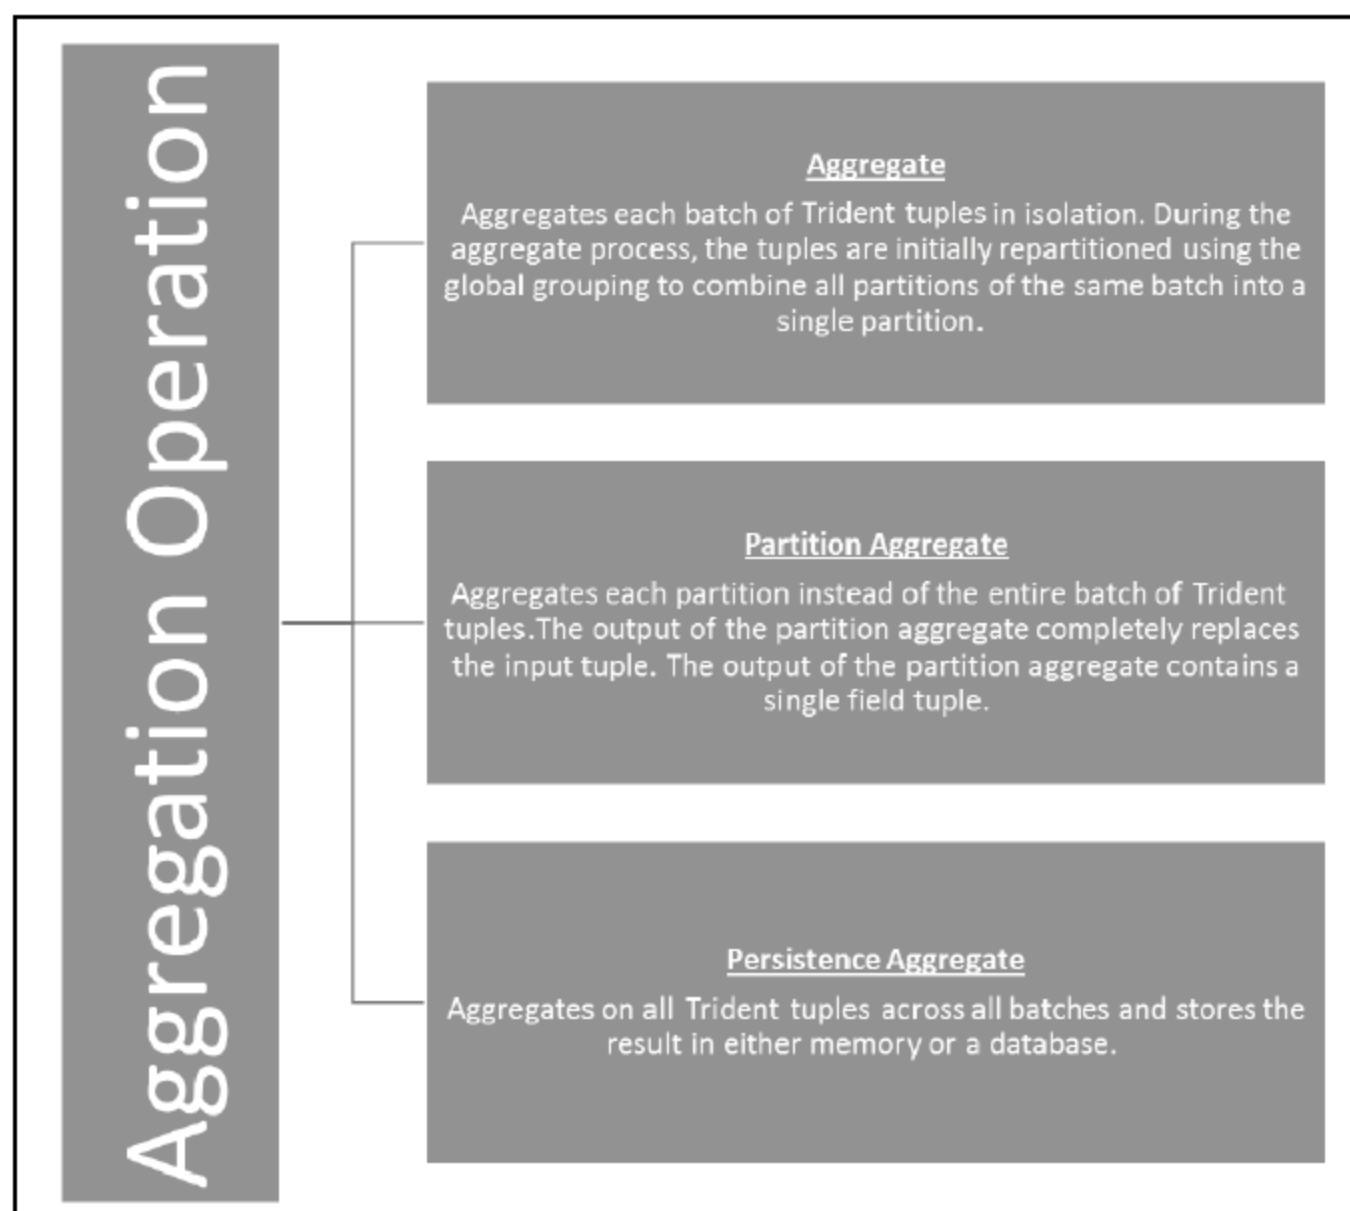 Aggregation Operation
Aggregate
Aggregates each batch of Trident tuples in isolation. During the
aggregate process, the tuples are initially repartitioned using the
global grouping to combine all partitions of the same batch into a
single partition.
Partition Aggregate
Aggregates each partition instead of the entire batch of Trident
tuples.The output of the partition aggregate completely replaces
the input tuple. The output of the partition aggregate contains a
single field tuple.
Persistence Aggregate
Aggregates on all Trident tuples across all batches and stores the
result in either memory or a database.